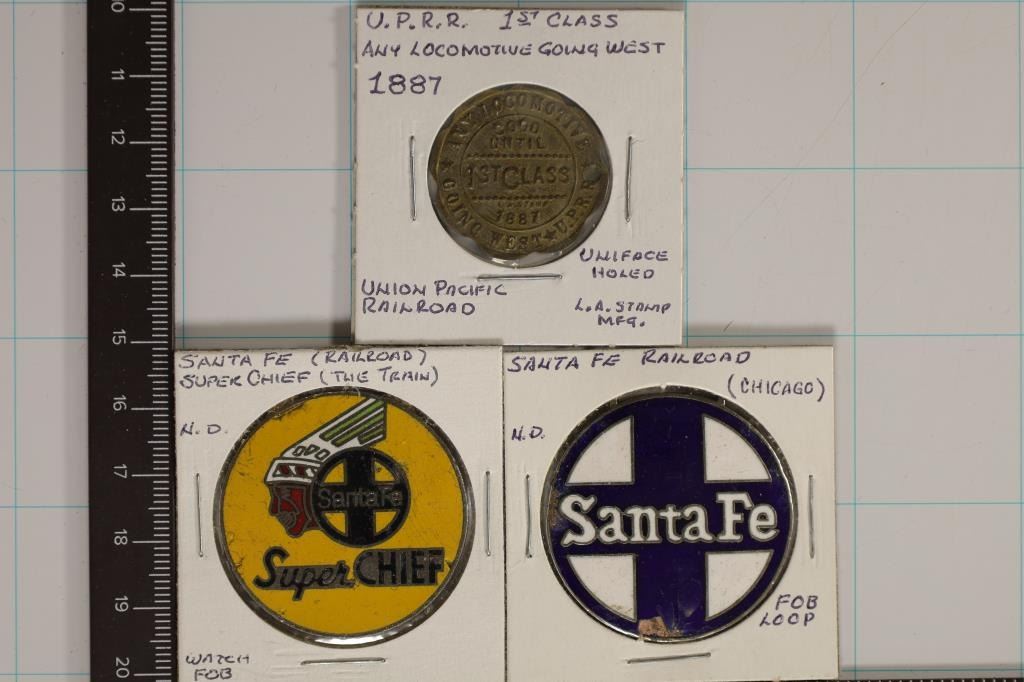 U.P.R.R. 1ST CLASS
ANY LOCOMOTIVE GOING WEST
1887
ANY LOCOMOTIVE
GOOD
UNTIL
1ST CLASS
1887
GOING WEST ★ U.P.R.R.
UNIFACE
HOLED
UNION PACIFIC
RAILROAD
L.A. STAMP
MFG.
SANTA FE (RAILROAD)
SUPER CHIEF (THE TRAIN)
N.D.
Santa Fe
Super CHIEF
WATCH
FOB
SANTA FE RAILROAD
(CHICAGO)
N.D.
Santa Fe
FOB
LOOP
10
11
12
13
14
15
16
17
18
19
20